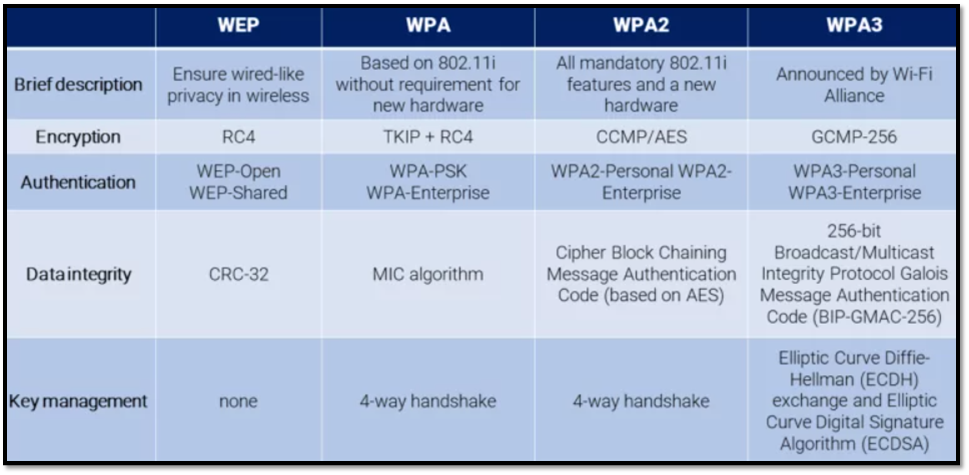 WEP WPA WPA2 WPA3
Brief description
Ensure wired-like
privacy in wireless
Based on 802.11i
without requirement for
new hardware
All mandatory 802.11i
features and a new
hardware
Announced by Wi-Fi
Alliance
Encryption RC4 TKIP + RC4 CCMP/AES GCMP-256
Authentication
WEP-Open
WEP-Shared
WPA-PSK
WPA-Enterprise
WPA2-Personal WPA2-
Enterprise
WPA3-Personal
WPA3-Enterprise
Data integrity
CRC-32
MIC algorithm
Cipher Block Chaining
Message Authentication
Code (based on AES)
256-bit
Broadcast/Multicast
Integrity Protocol Galois
Message Authentication
Code (BIP-GMAC-256)
Key management
none
4-way handshake
4-way handshake
Elliptic Curve Diffie-
Hellman (ECDH)
exchange and Elliptic
Curve Digital Signature
Algorithm (ECDSA)